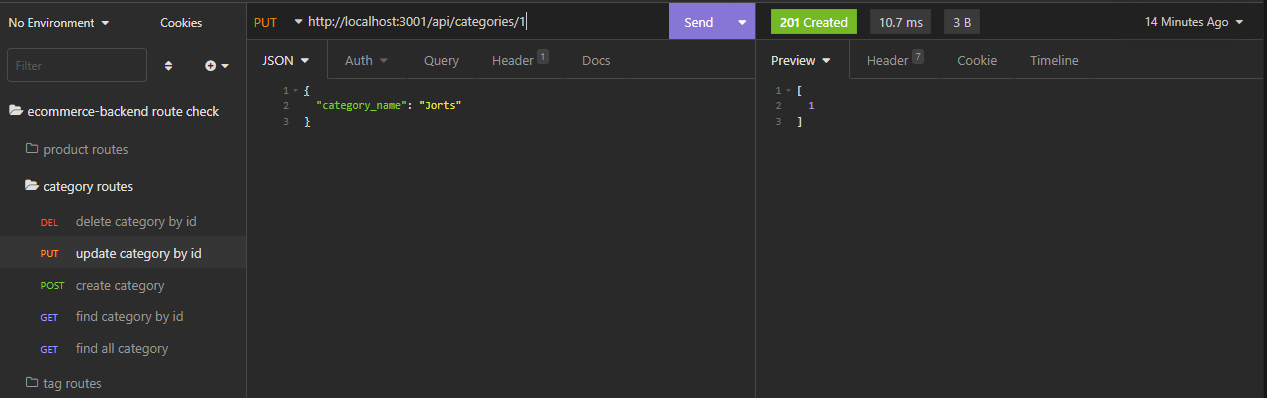 No Environment
Cookies
PUT http://localhost:3001/api/categories/1
Send
201 Created
10.7 ms
3 B
14 Minutes Ago
Filter
JSON
Auth
Query
Header 1
Docs
Preview
Header 7
Cookie
Timeline
ecommerce-backend route check
product routes
category routes
DEL delete category by id
PUT update category by id
POST create category
GET find category by id
GET find all category
tag routes
1 {
2 "category_name": "Jorts"
3 }
1 [
2 1
3 ]